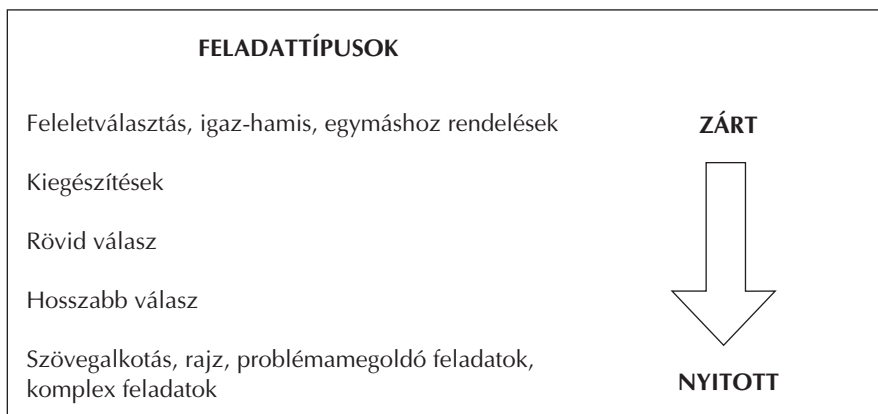 FELADATTÍPUSOK
Feleletválasztás, igaz-hamis, egymáshoz rendelések
ZÁRT
Kiegészítések
Rövid válasz
Hosszabb válasz
Szövegalkotás, rajz, problémamegoldó feladatok,
komplex feladatok
NYITOTT